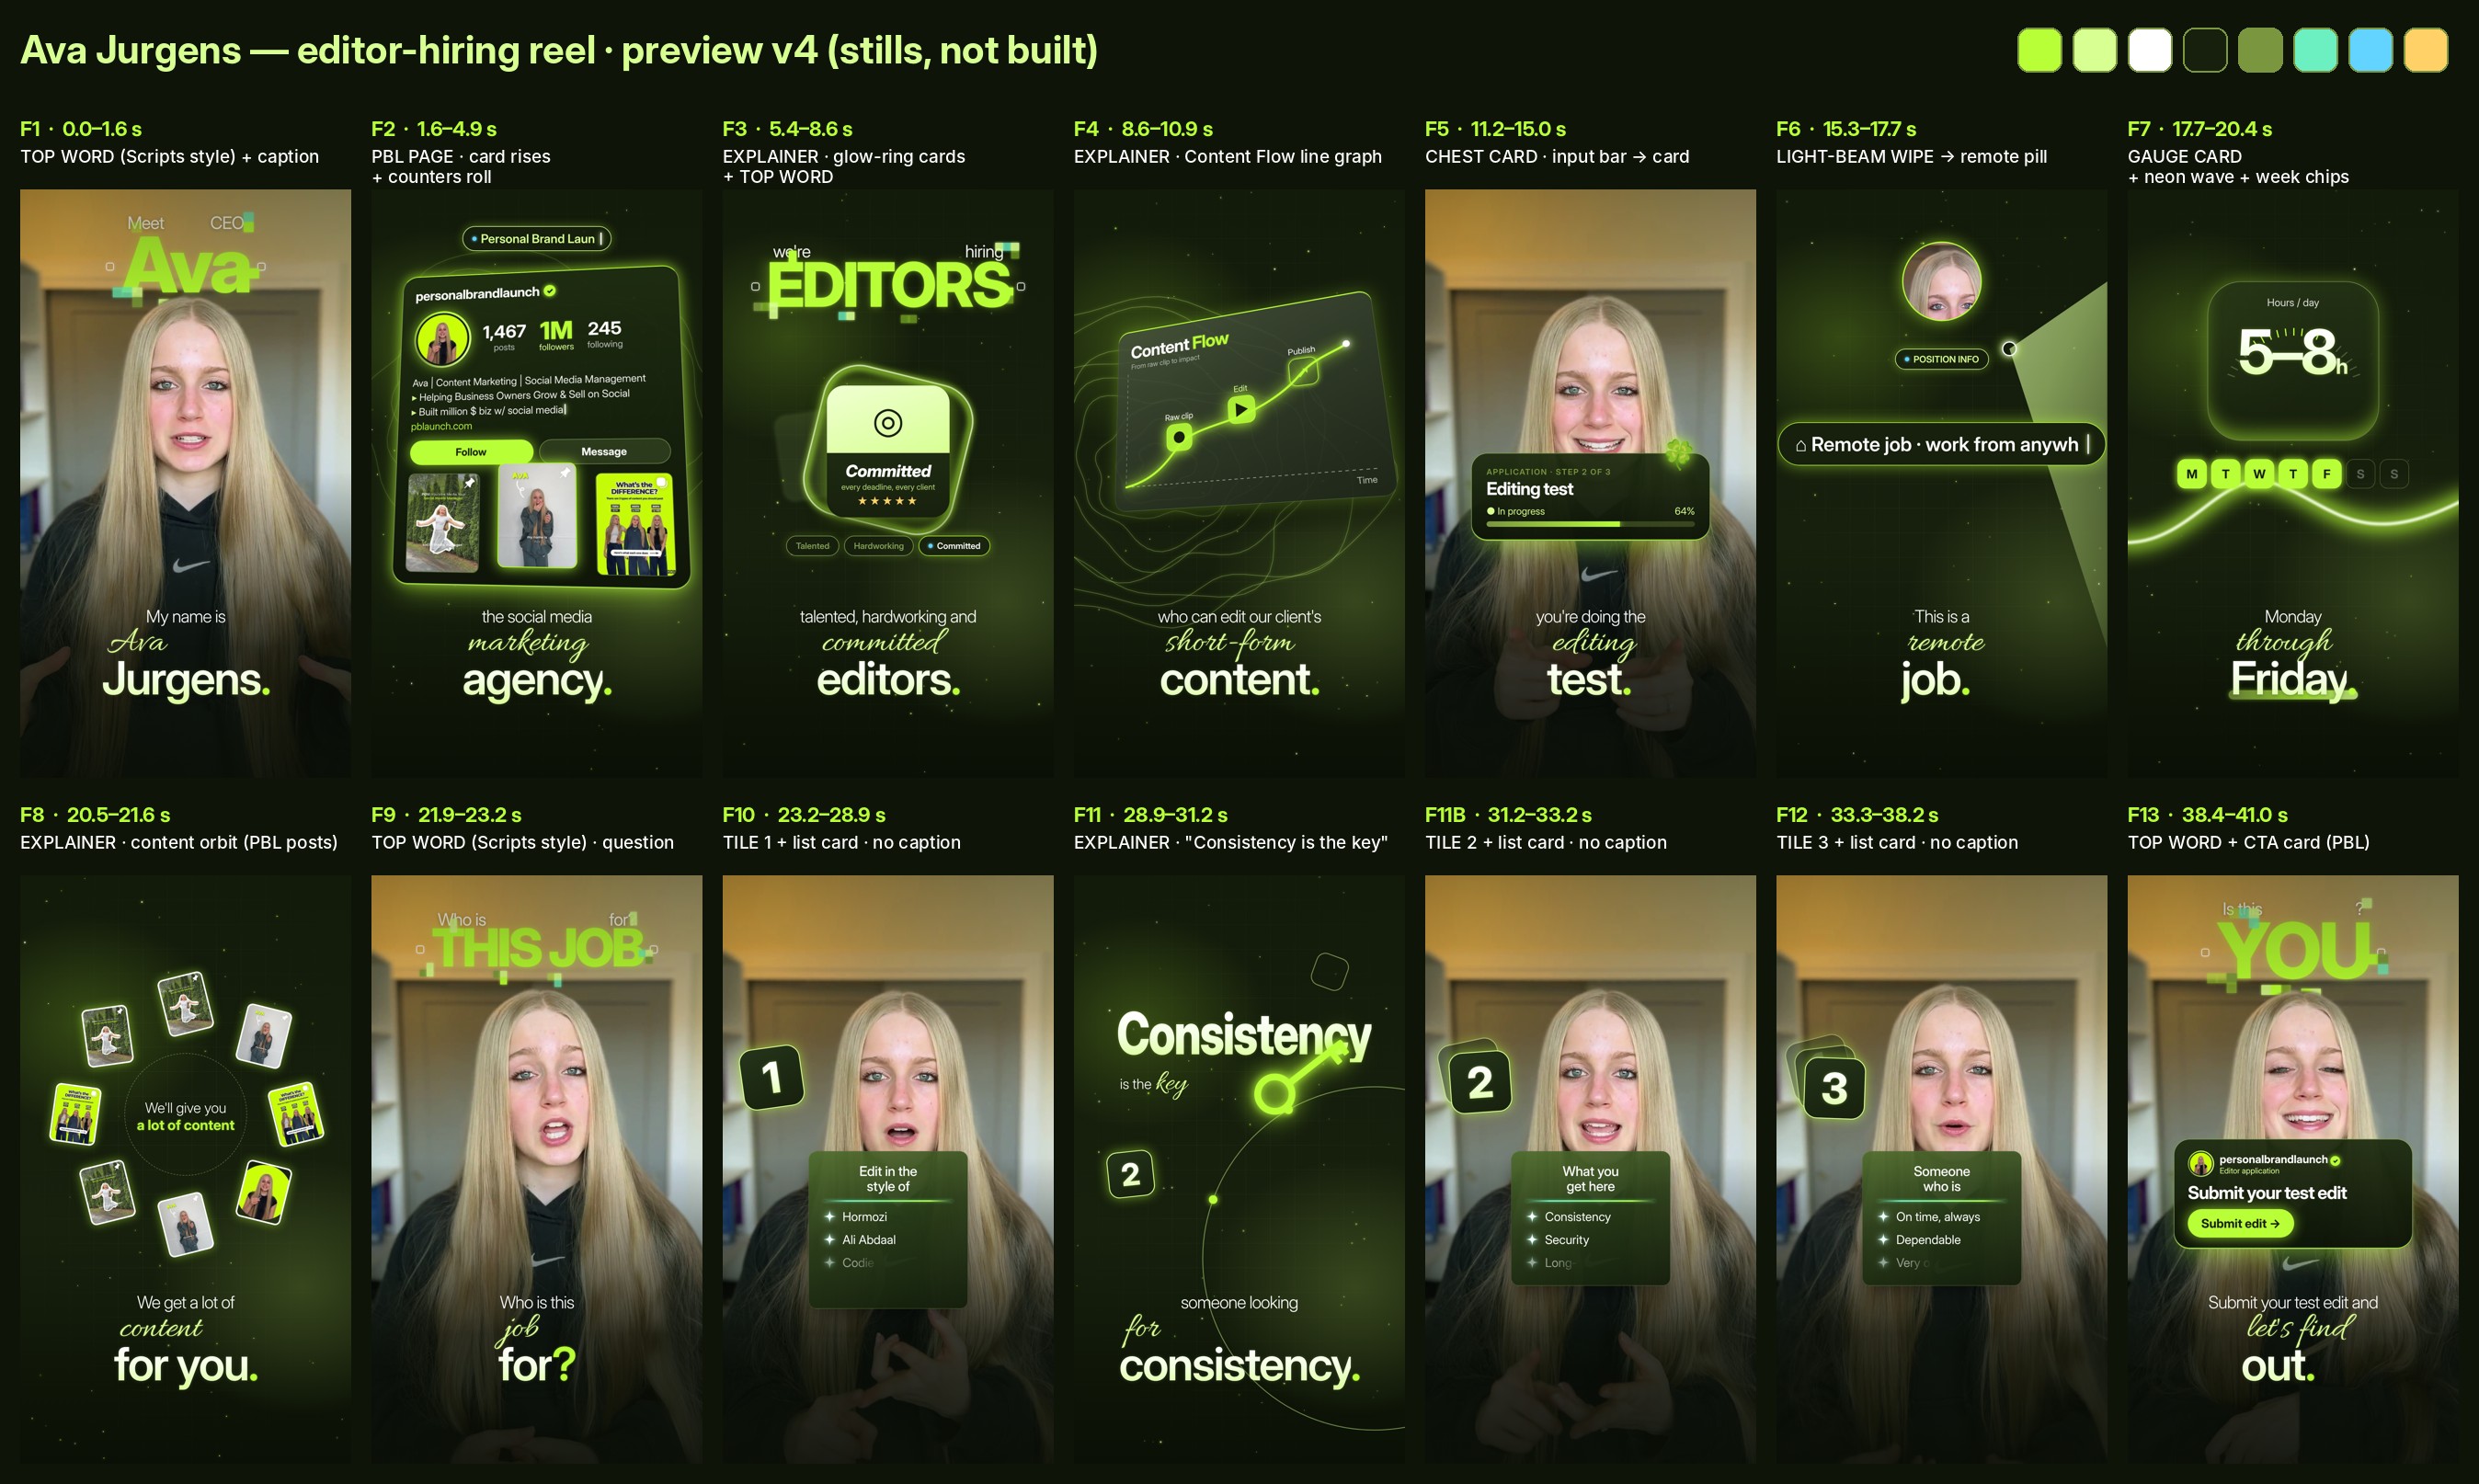 Ava Jurgens — editor-hiring reel · preview v4 (stills, not built)
F1 · 0.0–1.6 s
TOP WORD (Scripts style) + caption
Meet CEO
Ava
My name is
Ava
Jurgens.
F2 · 1.6–4.9 s
PBL PAGE · card rises
+ counters roll
Personal Brand Laun
personalbrandlaunch
1,467 1M 245
posts followers following
Ava | Content Marketing | Social Media Management
▸ Helping Business Owners Grow & Sell on Social
▸ Built million $ biz w/ social media
pblaunch.com
Follow Message
AVA
What's the
DIFFERENCE?
the social media
marketing
agency.
F3 · 5.4–8.6 s
EXPLAINER · glow-ring cards
+ TOP WORD
we're hiring
EDITORS
Committed
every deadline, every client
★★★★★
Talented Hardworking Committed
talented, hardworking and
committed
editors.
F4 · 8.6–10.9 s
EXPLAINER · Content Flow line graph
Content Flow
From raw clip to impact
Raw clip
Edit
Publish
Time
who can edit our client's
short-form
content.
F5 · 11.2–15.0 s
CHEST CARD · input bar → card
APPLICATION · STEP 2 OF 3
Editing test
In progress 64%
you're doing the
editing
test.
F6 · 15.3–17.7 s
LIGHT-BEAM WIPE → remote pill
POSITION INFO
⌂ Remote job · work from anywh
This is a
remote
job.
F7 · 17.7–20.4 s
GAUGE CARD
+ neon wave + week chips
Hours / day
5–8h
M T W T F S S
Monday
through
Friday.
F8 · 20.5–21.6 s
EXPLAINER · content orbit (PBL posts)
What's the
DIFFERENCE?
What's the
DIFFERENCE?
We'll give you
a lot of content
We get a lot of
content
for you.
F9 · 21.9–23.2 s
TOP WORD (Scripts style) · question
Who is for?
THIS JOB
Who is this
job
for?
F10 · 23.2–28.9 s
TILE 1 + list card · no caption
1
Edit in the
style of
Hormozi
Ali Abdaal
Codie
F11 · 28.9–31.2 s
EXPLAINER · "Consistency is the key"
Consistency
is the key
2
someone looking
for
consistency.
F11B · 31.2–33.2 s
TILE 2 + list card · no caption
2
What you
get here
Consistency
Security
Long-
F12 · 33.3–38.2 s
TILE 3 + list card · no caption
3
Someone
who is
On time, always
Dependable
Very o
F13 · 38.4–41.0 s
TOP WORD + CTA card (PBL)
Is this ?
YOU
personalbrandlaunch
Editor application
Submit your test edit
Submit edit →
Submit your test edit and
let's find
out.